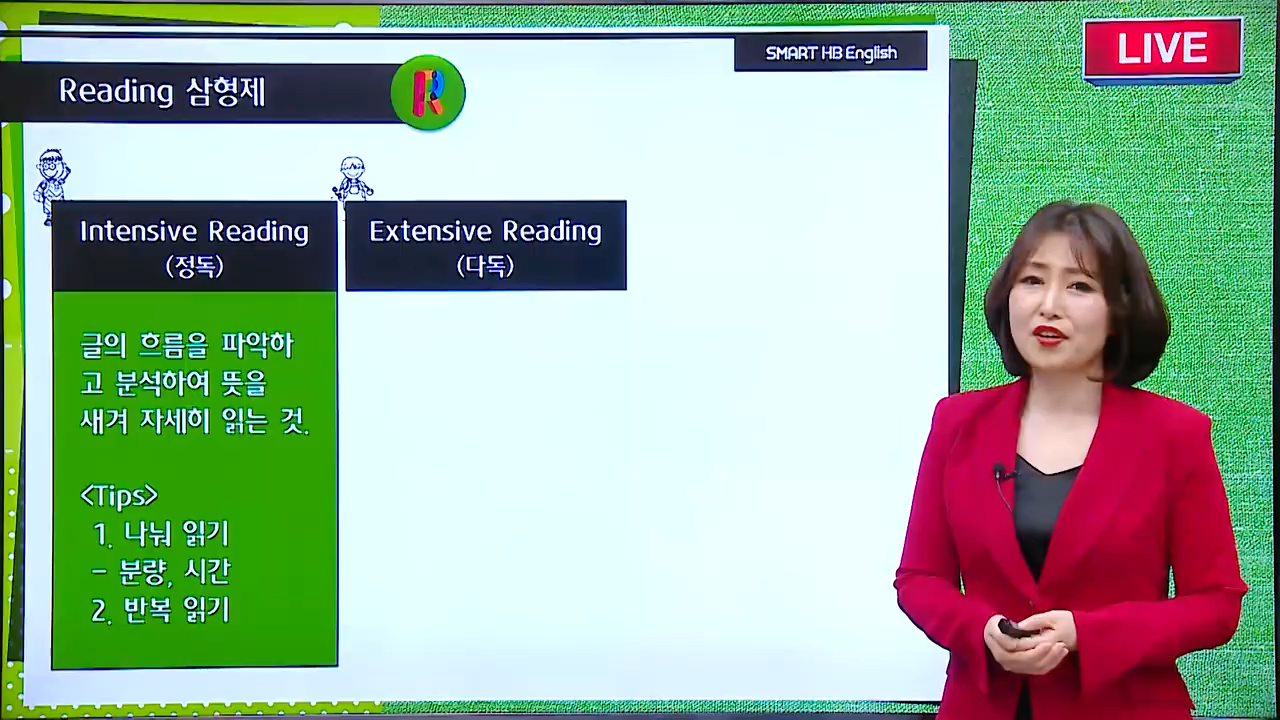 SMART HB English
LIVE
Reading 삼형제
R
Intensive Reading
(정독)
Extensive Reading
(다독)
글의 흐름을 파악하
고 분석하여 뜻을
새겨 자세히 읽는 것.
<Tips>
1. 나눠 읽기
- 분량, 시간
2. 반복 읽기